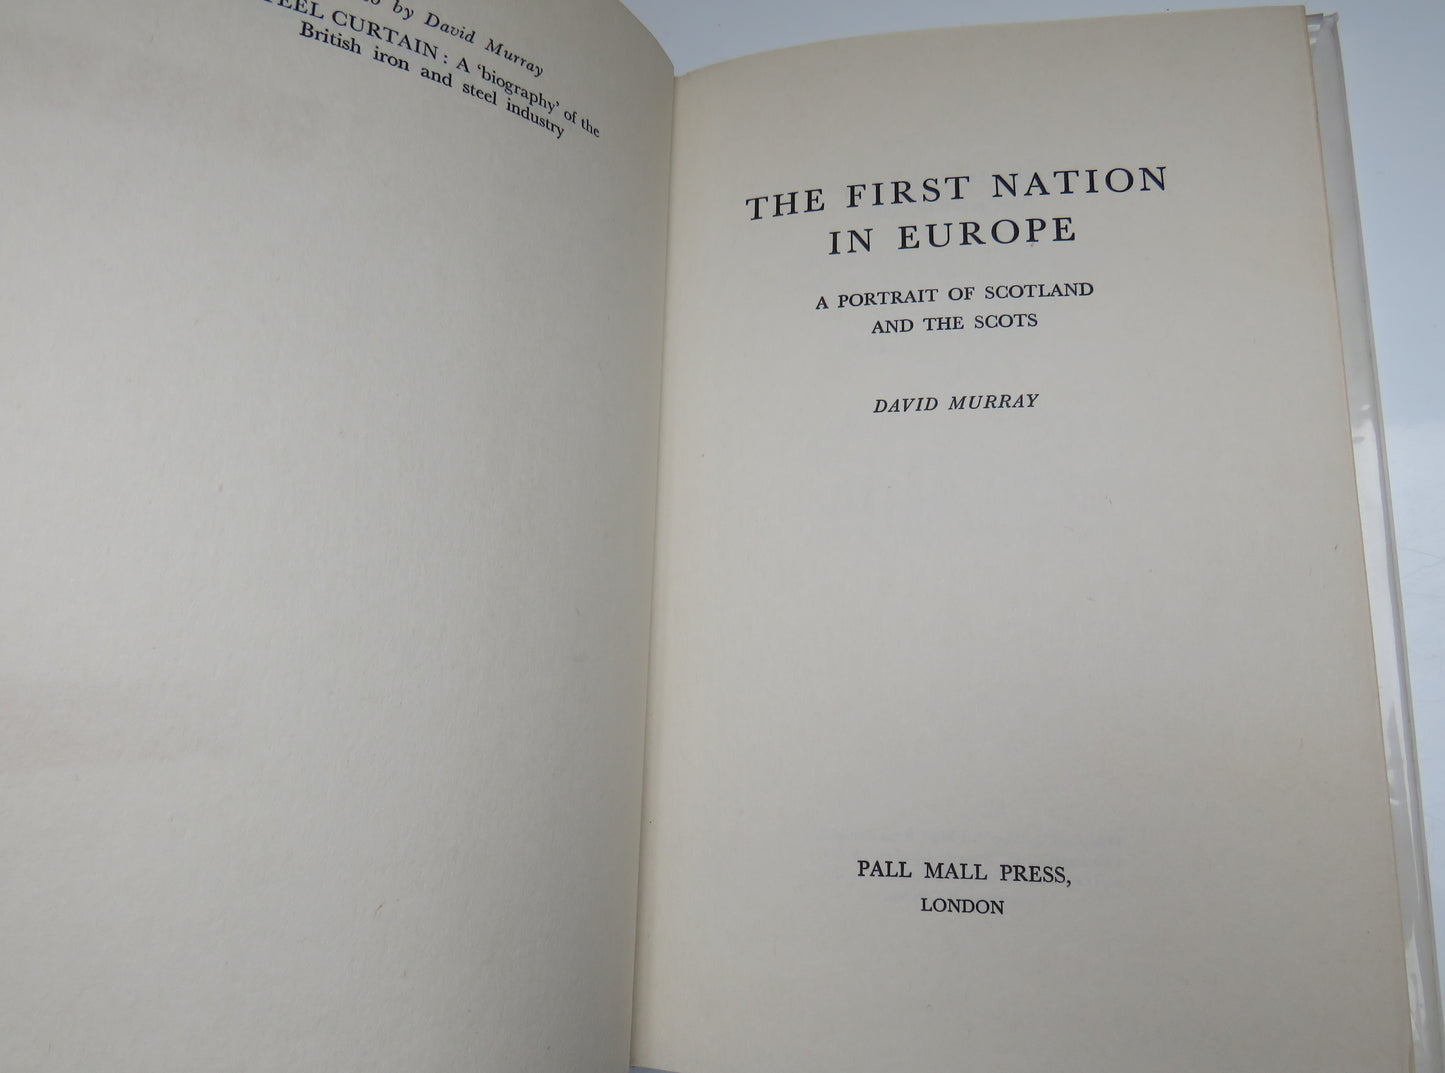 by David Murray
CURTAIN: A 'biography' of the
British iron and steel industry
THE FIRST NATION
IN EUROPE
A PORTRAIT OF SCOTLAND
AND THE SCOTS
DAVID MURRAY
PALL MALL PRESS,
LONDON